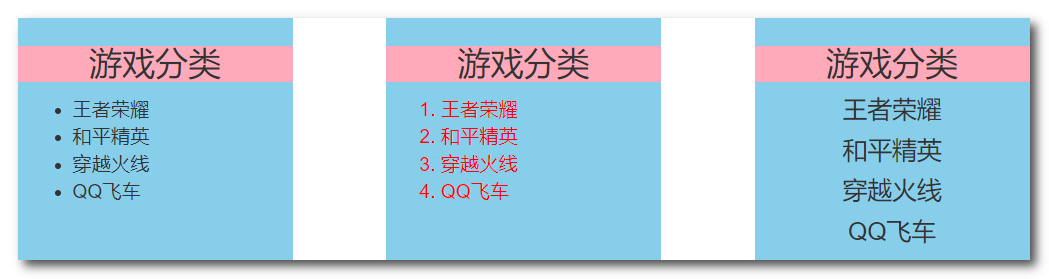 游戏分类
• 王者荣耀
• 和平精英
• 穿越火线
• QQ飞车
游戏分类
1. 王者荣耀
2. 和平精英
3. 穿越火线
4. QQ飞车
游戏分类
王者荣耀
和平精英
穿越火线
QQ飞车